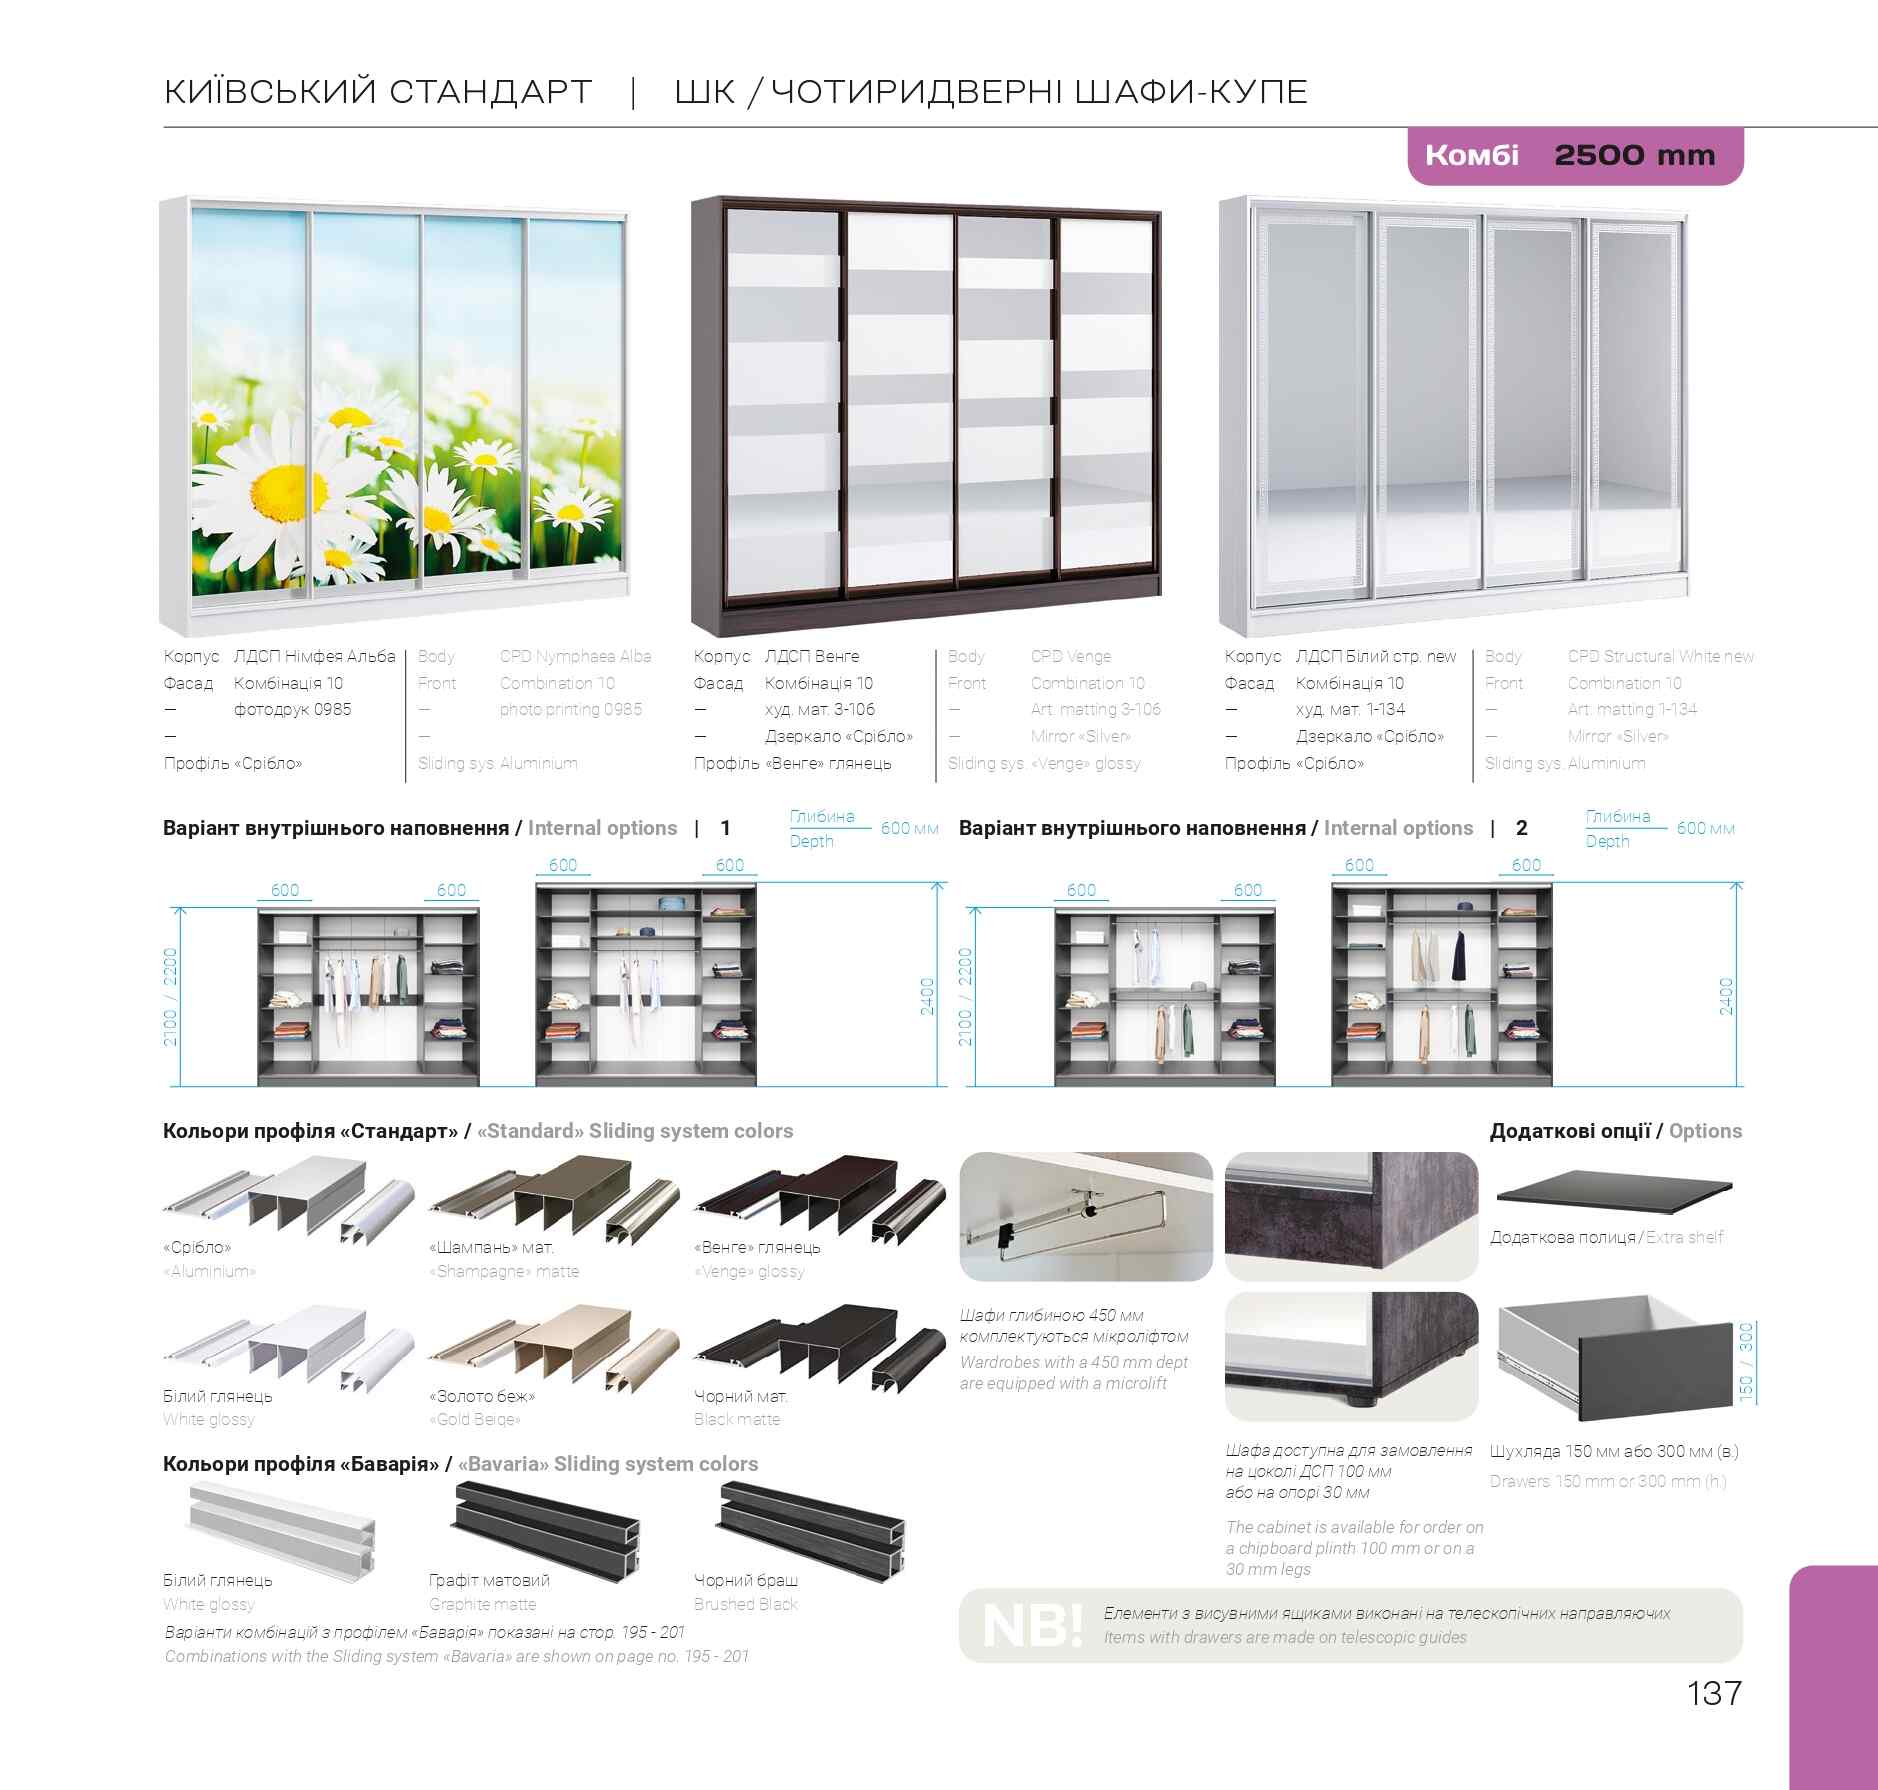 КИЇВСЬКИЙ СТАНДАРТ | ШК / ЧОТИРИДВЕРНІ ШАФИ-КУПЕ
Комбі 2500 mm
Корпус ЛДСП Німфея Альба
Фасад Комбінація 10
— фотодрук 0985
—
Профіль «Срібло»
Body CPD Nymphaea Alba
Front Combination 10
— photo printing 0985
—
Sliding sys. Aluminium
Корпус ЛДСП Венге
Фасад Комбінація 10
— худ. мат. 3-106
— Дзеркало «Срібло»
Профіль «Венге» глянець
Body CPD Venge
Front Combination 10
— Art. matting 3-106
— Mirror «Silver»
Sliding sys. «Venge» glossy
Корпус ЛДСП Білий стр. new
Фасад Комбінація 10
— худ. мат. 1-134
— Дзеркало «Срібло»
Профіль «Срібло»
Body CPD Structural White new
Front Combination 10
— Art. matting 1-134
— Mirror «Silver»
Sliding sys. Aluminium
Варіант внутрішнього наповнення / Internal options | 1
Глибина
Depth
600 мм
600
600
600
600
2100 / 2200
2400
Варіант внутрішнього наповнення / Internal options | 2
Глибина
Depth
600 мм
600
600
600
600
2100 / 2200
2400
Кольори профіля «Стандарт» / «Standard» Sliding system colors
«Срібло»
«Aluminium»
«Шампань» мат.
«Shampagne» matte
«Венге» глянець
«Venge» glossy
Білий глянець
White glossy
«Золото беж»
«Gold Beige»
Чорний мат.
Black matte
Кольори профіля «Баварія» / «Bavaria» Sliding system colors
Білий глянець
White glossy
Графіт матовий
Graphite matte
Чорний браш
Brushed Black
Варіанти комбінацій з профілем «Баварія» показані на стор. 195 - 201
Combinations with the Sliding system «Bavaria» are shown on page no. 195 - 201
Шафи глибиною 450 мм
комплектуються мікроліфтом
Wardrobes with a 450 mm dept
are equipped with a microlift
Шафа доступна для замовлення
на цоколі ДСП 100 мм
або на опорі 30 мм
The cabinet is available for order on
a chipboard plinth 100 mm or on a
30 mm legs
Додаткові опції / Options
Додаткова полиця / Extra shelf
150 / 300
Шухляда 150 мм або 300 мм (в.)
Drawers 150 mm or 300 mm (h.)
NB!
Елементи з висувними ящиками виконані на телескопічних направляючих
Items with drawers are made on telescopic guides
137